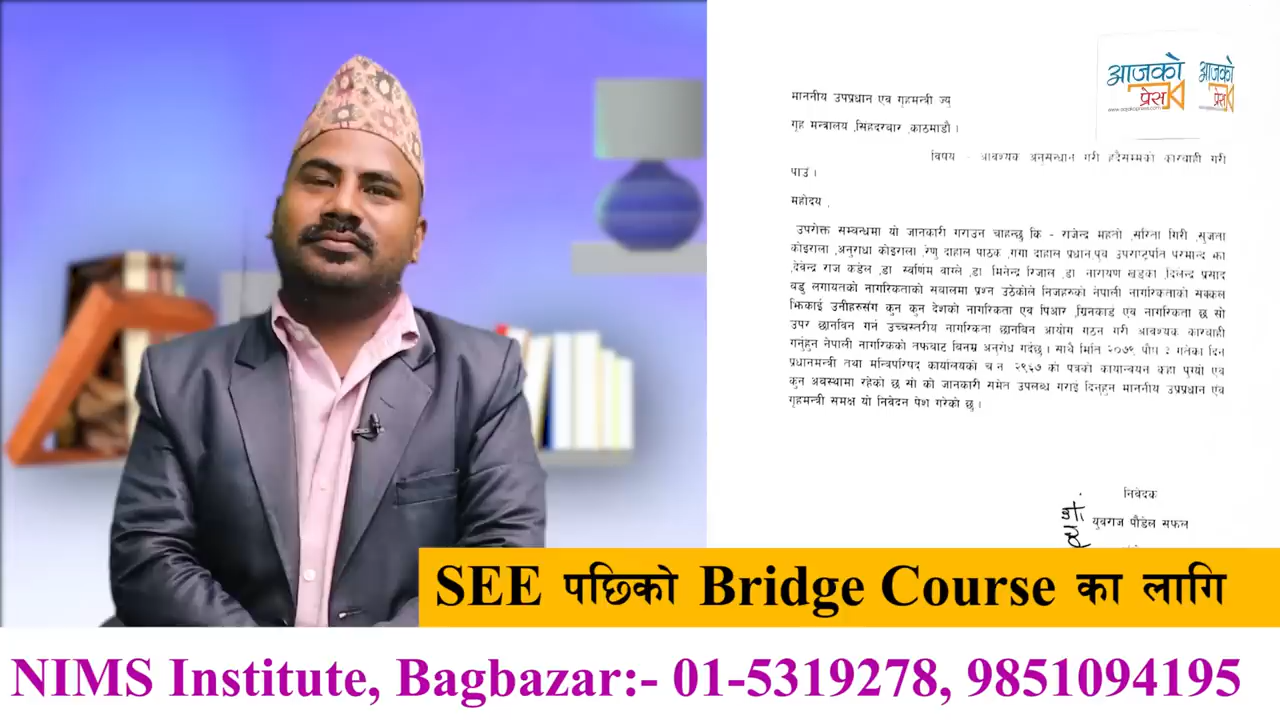 आजको
प्रेस
www.aajakopress.com
आजको
प्रेस
माननीय उपप्रधान एवं गृहमन्त्री ज्यु
गृह मन्त्रालय ,सिंहदरबार ,काठमाडौं ।
बिषय - आवश्यक अनुसन्धान गरी हदैसम्मको कारवाही गरी
पाउँ ।
महोदय ,
उपरोक्त सम्बन्धमा यो जानकारी गराउन चाहन्छु कि - राजेन्द्र महतो ,सरिता गिरी ,सुजता
कोइराला ,अनुराधा कोइराला ,रेणु दाहाल पाठक ,गंगा दाहाल प्रधान,पुर्व उपराष्ट्रपति परमान्द झा
,देवेन्द्र राज कंडेल ,डा स्वर्णिम वाग्ले ,डा मिनेन्द्र रिजाल ,डा नारायण खड्का ,दिलेन्द्र प्रसाद
बडु लगायतको नागरिकताको सवालमा प्रश्न उठेकोले निजहरुको नेपाली नागरिकताको सक्कल
झिकाई उनीहरुसंग कुन कुन देशको नागरिकता एवं पिआर ,ग्रिनकार्ड एवं नागरिकता छ सो
उपर छानविन गर्न उच्चस्तरीय नागरिकता छानविन आयोग गठन गरी आवश्यक कारवाही
गर्नुहुन नेपाली नागरिकको तर्फबाट बिनम्र अनुरोध गर्दछु । साथै मिति २०७९ पौष २ गतेका दिन
प्रधानमन्त्री तथा मन्त्रिपरिषद् कार्यालयको च नं २९६७ को पत्रको कार्यान्वयन कहाँ पुग्यो एवं
कुन अवस्थामा रहेको छ सो को जानकारी समेत उपलब्ध गराई दिनुहुन माननीय उपप्रधान एवं
गृहमन्त्री समक्ष यो निवेदन पेश गरेको छु ।
निवेदक
युवराज पौडेल सफल
SEE पछिको Bridge Course का लागि
NIMS Institute, Bagbazar:- 01-5319278, 9851094195